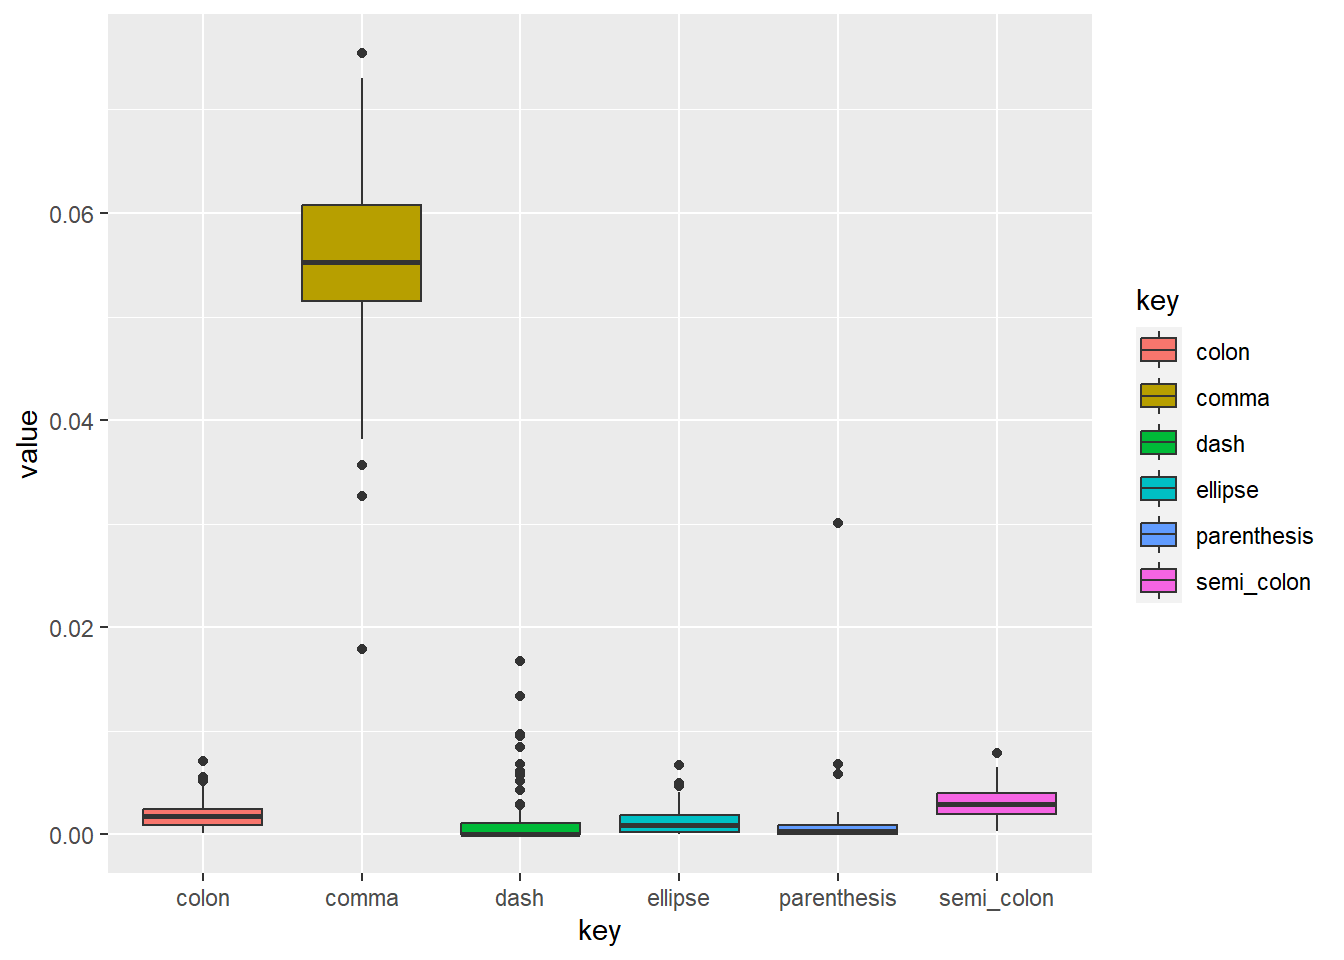 value
0.06
0.04
0.02
0.00
colon comma dash ellipse parenthesis semi_colon
key
key
colon
comma
dash
ellipse
parenthesis
semi_colon